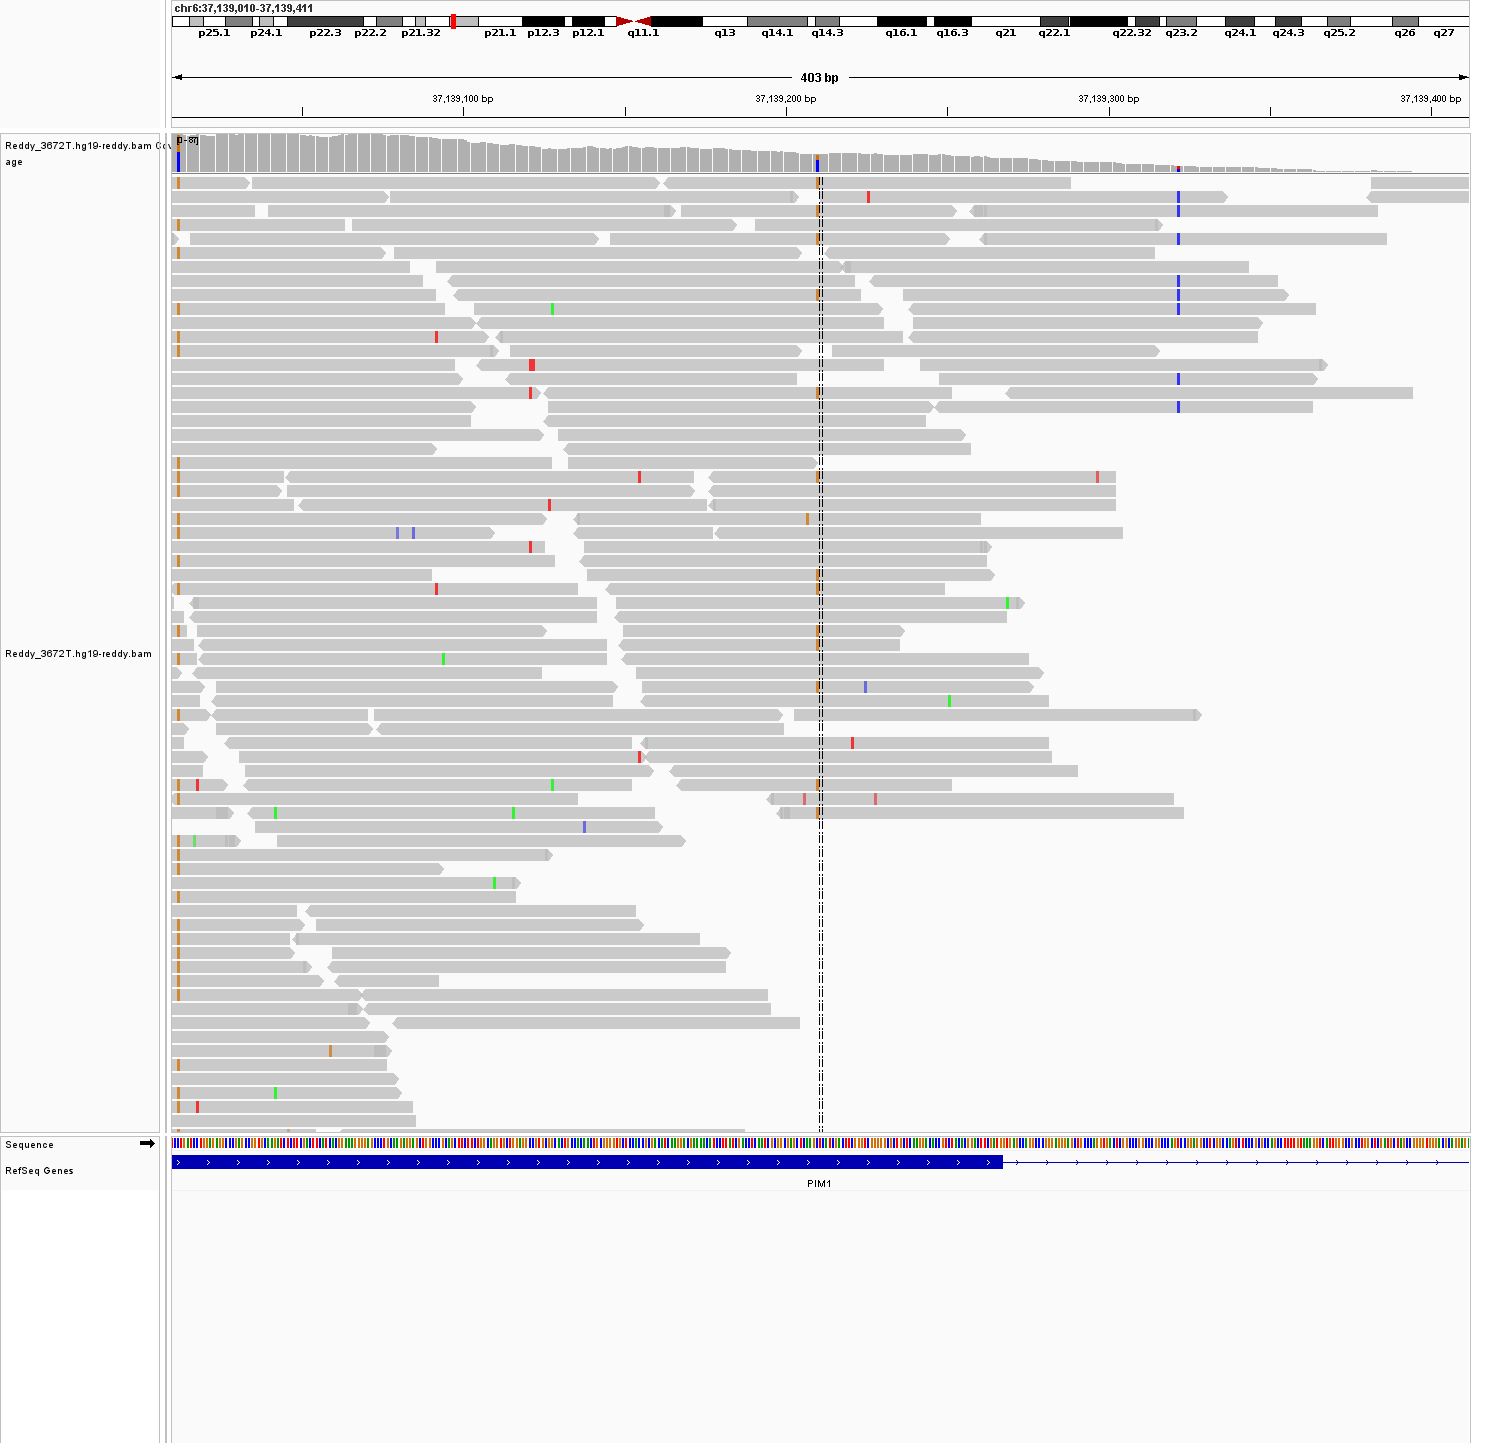 chr6:37,139,010-37,139,411
p25.1 p24.1 p22.3 p22.2 p21.32 p21.1 p12.3 p12.1 q11.1 q13 q14.1 q14.3 q16.1 q16.3 q21 q22.1 q22.32 q23.2 q24.1 q24.3 q25.2 q26 q27
403 bp
37,139,100 bp 37,139,200 bp 37,139,300 bp 37,139,400 bp
[0 - 87]
Reddy_3672T.hg19-reddy.bam Cov
age
Reddy_3672T.hg19-reddy.bam
Sequence
RefSeq Genes
PIM1